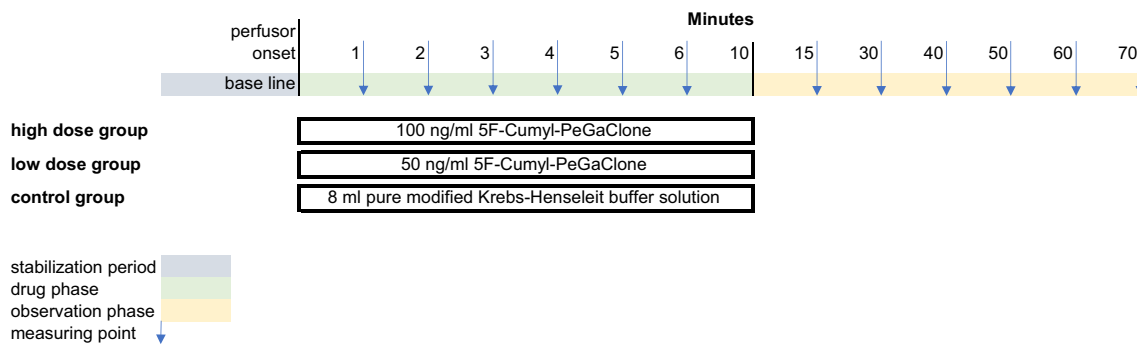 Minutes
perfusor
onset 1 2 3 4 5 6 10 15 30 40 50 60 70
base line
high dose group 100 ng/ml 5F-Cumyl-PeGaClone
low dose group 50 ng/ml 5F-Cumyl-PeGaClone
control group 8 ml pure modified Krebs-Henseleit buffer solution
stabilization period
drug phase
observation phase
measuring point